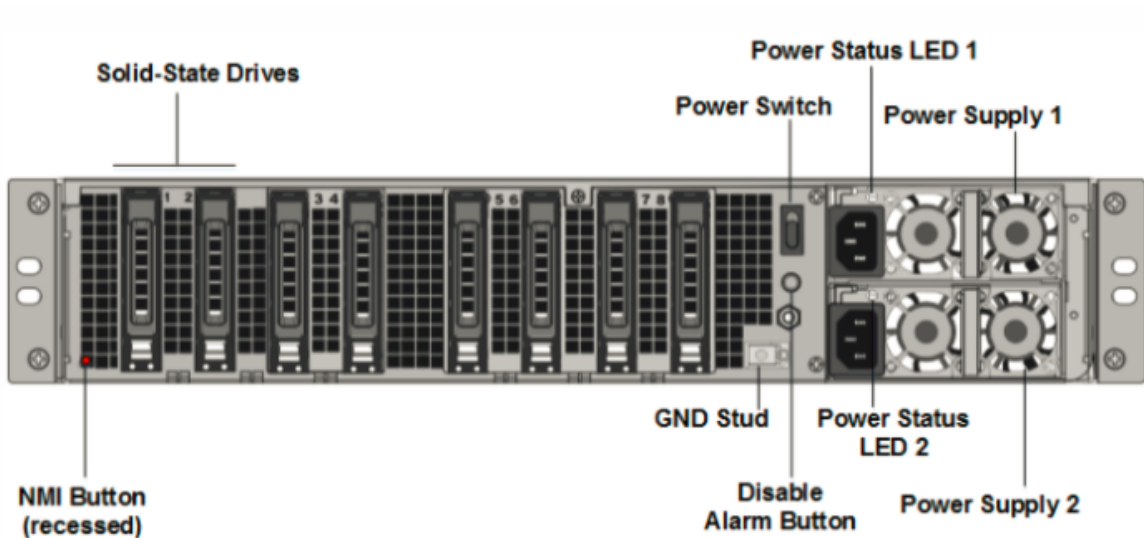 Power Status LED 1
Solid-State Drives
Power Switch
Power Supply 1
1 2
3 4
5 6
7 8
GND Stud
Power Status
LED 2
NMI Button
(recessed)
Disable
Alarm Button
Power Supply 2